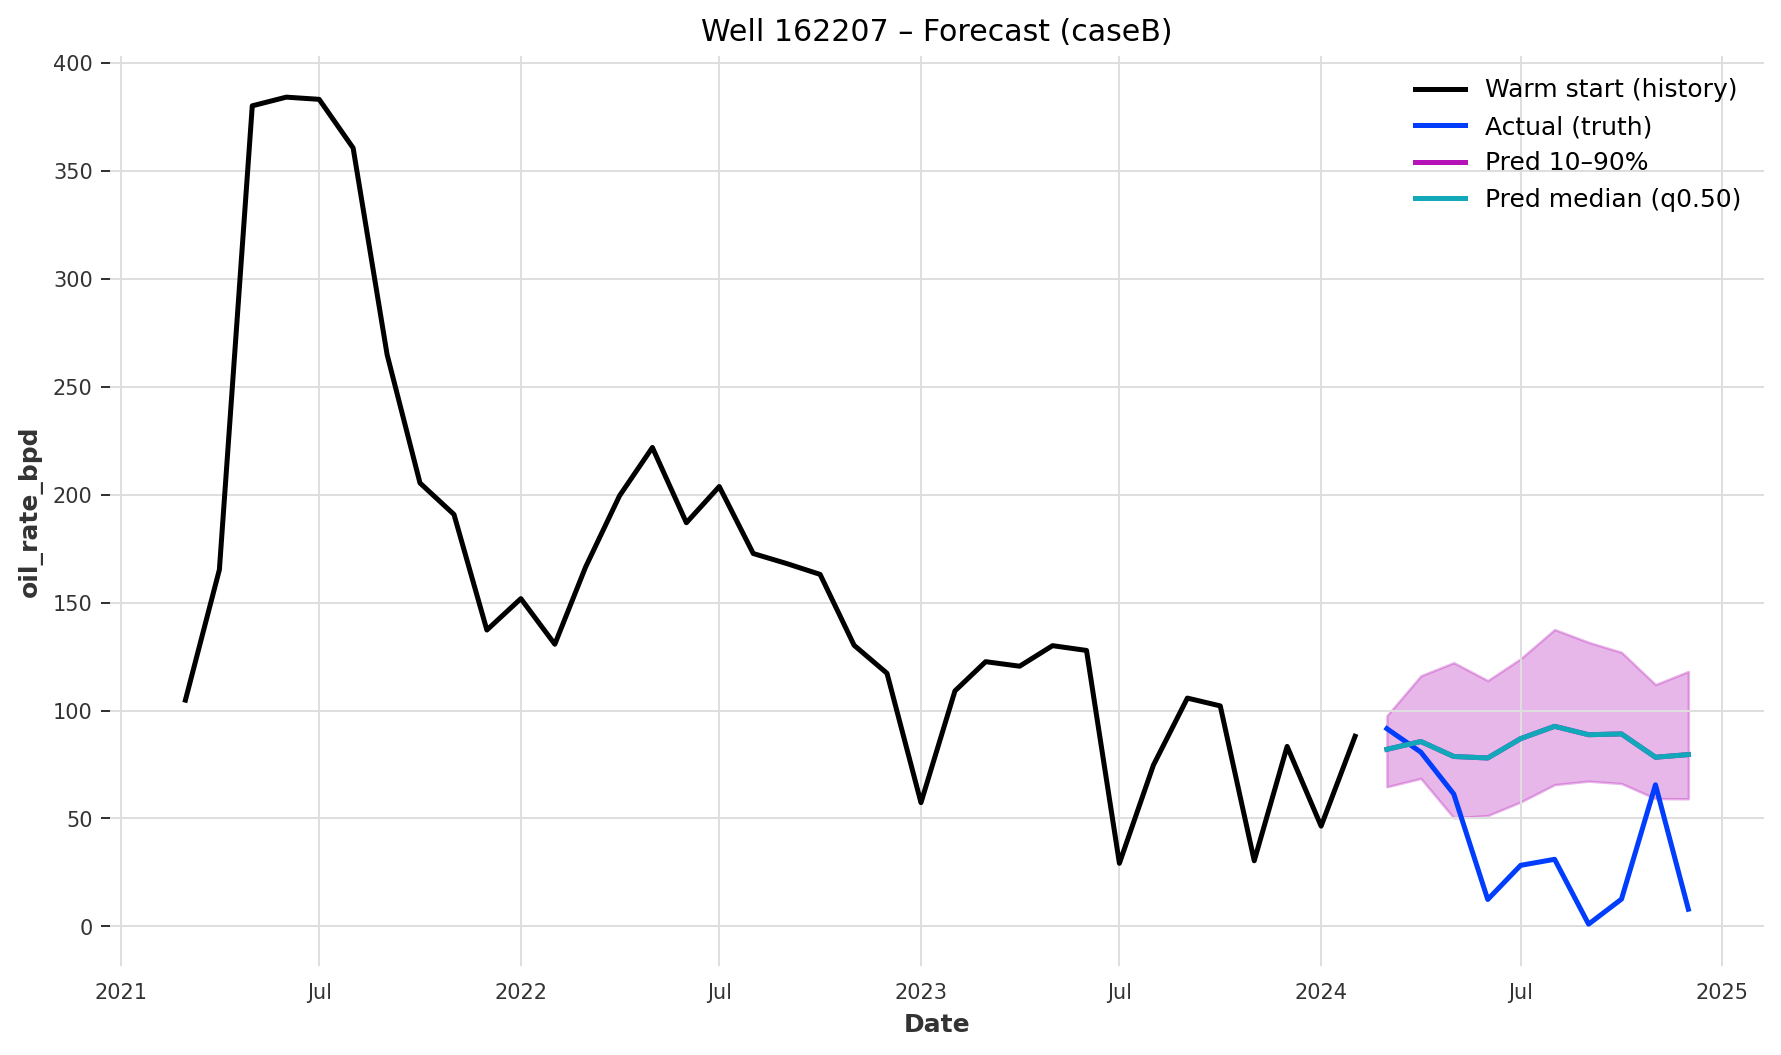 Well 162207 – Forecast (caseB)
Warm start (history)
Actual (truth)
Pred 10–90%
Pred median (q0.50)
oil_rate_bpd
400
350
300
250
200
150
100
50
0
2021
Jul
2022
Jul
2023
Jul
2024
Jul
2025
Date